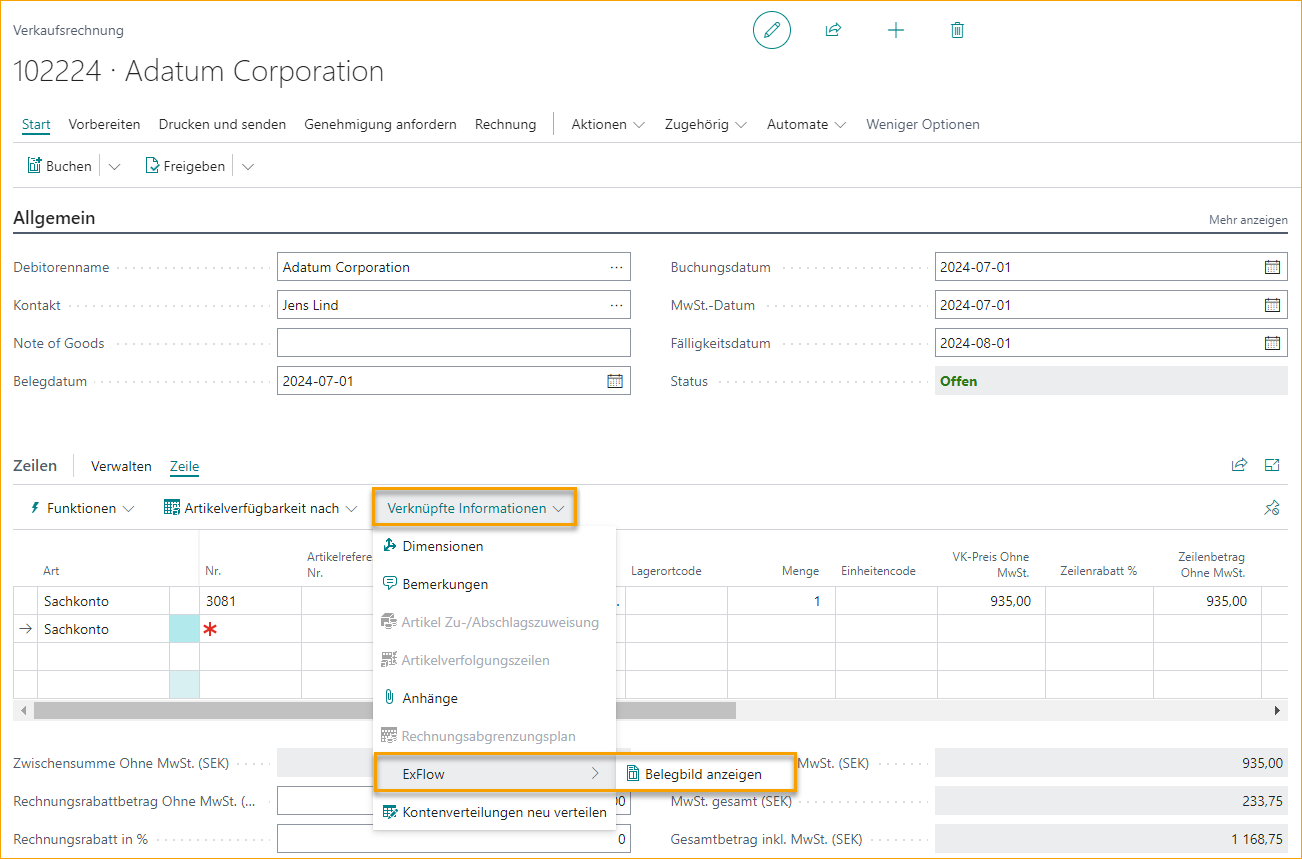 Verkaufsrechnung
102224 · Adatum Corporation
Start Vorbereiten Drucken und senden Genehmigung anfordern Rechnung Aktionen Zugehörig Automate Weniger Optionen
Buchen Freigeben
Allgemein Mehr anzeigen
Debitorenname Adatum Corporation ... Buchungsdatum 2024-07-01
Kontakt Jens Lind ... MwSt.-Datum 2024-07-01
Note of Goods Fälligkeitsdatum 2024-08-01
Belegdatum 2024-07-01 Status Offen
Zeilen Verwalten Zeile
Funktionen Artikelverfügbarkeit nach Verknüpfte Informationen
Dimensionen
Bemerkungen
Artikel Zu-/Abschlagszuweisung
Artikelverfolgungszeilen
Anhänge
Rechnungsabgrenzungsplan
ExFlow Belegbild anzeigen
Kontenverteilungen neu verteilen
Artikelrefere VK-Preis Ohne Zeilenbetrag
Art Nr. Nr. Lagerortcode Menge Einheitencode MwSt. Zeilenrabatt % Ohne MwSt.
Sachkonto 3081 . 1 935,00 935,00
Sachkonto *
Zwischensumme Ohne MwSt. (SEK) MwSt. (SEK) 935,00
Rechnungsrabattbetrag Ohne MwSt. (... 00 MwSt. gesamt (SEK) 233,75
Rechnungsrabatt in % 0 Gesamtbetrag inkl. MwSt. (SEK) 1 168,75